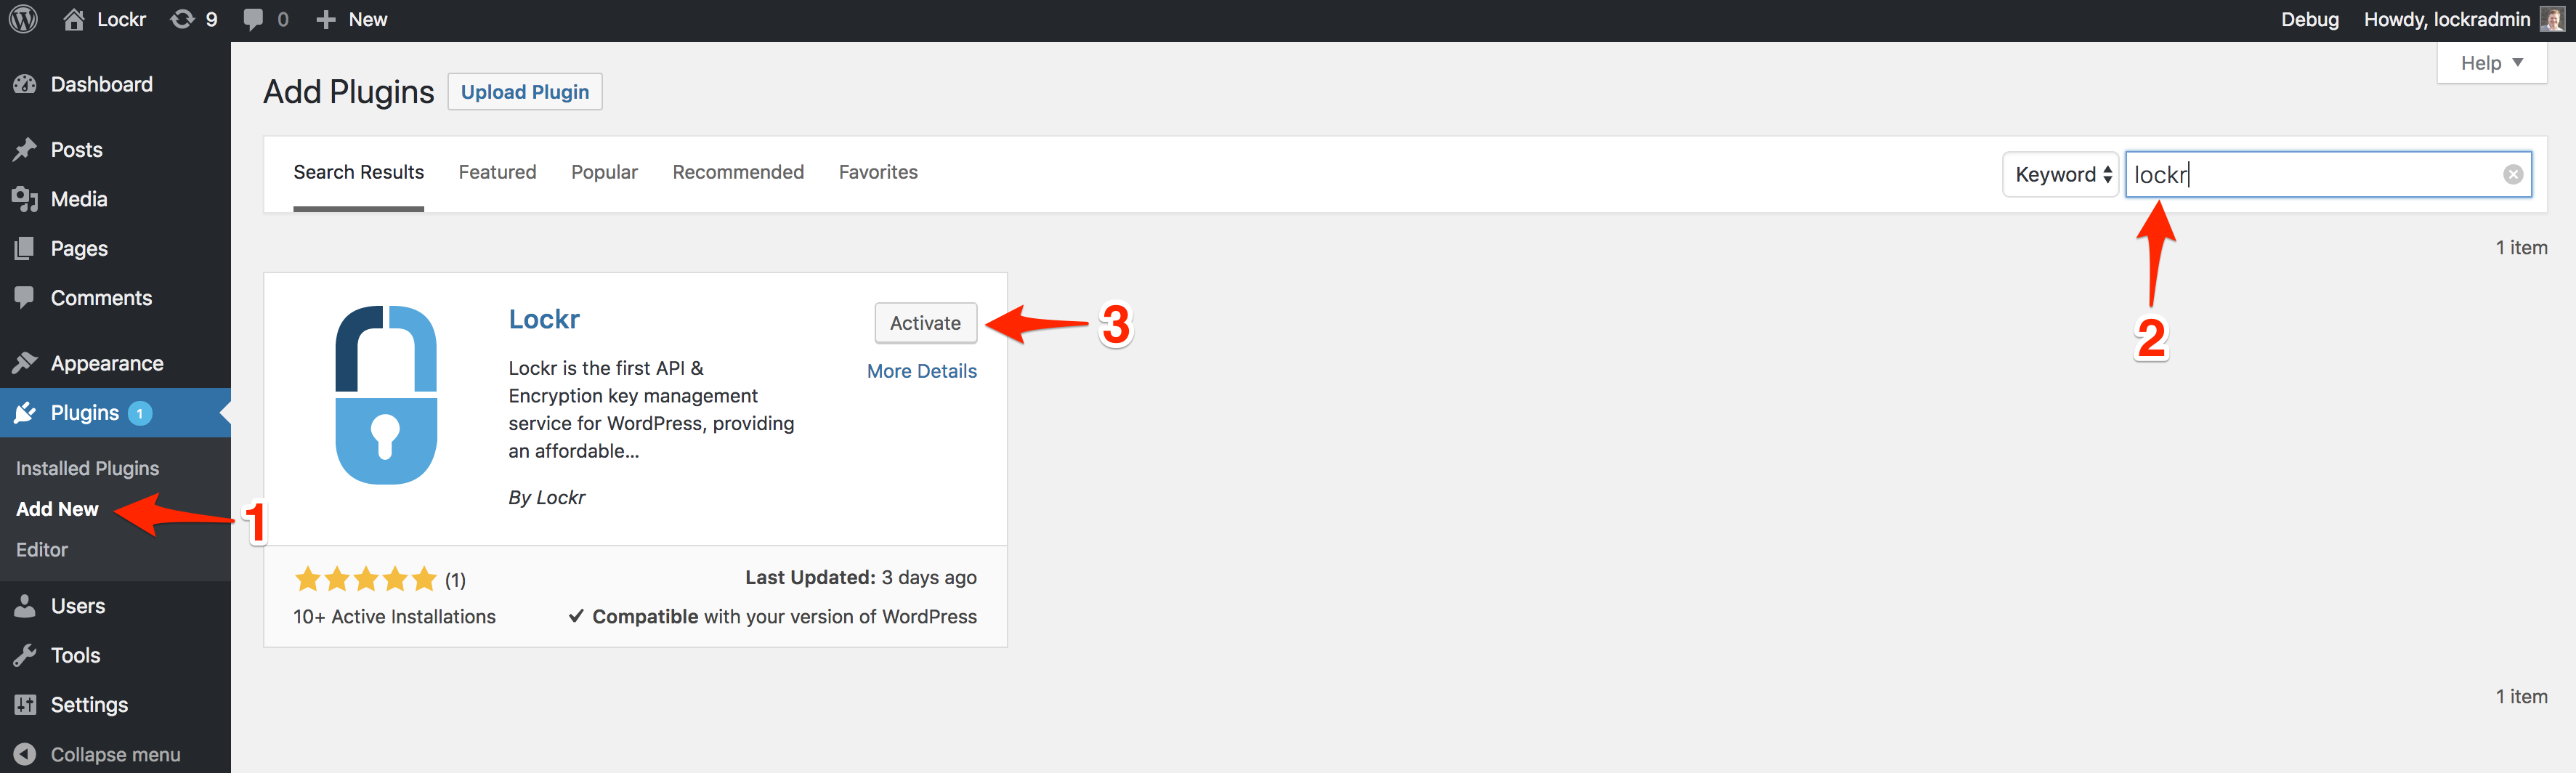 Lockr 9 0 New Debug Howdy, lockradmin
Help
Dashboard
Posts
Media
Pages
Comments
Appearance
Plugins 1
Installed Plugins
Add New
Editor
Users
Tools
Settings
Collapse menu
1
Add Plugins Upload Plugin
Search Results Featured Popular Recommended Favorites Keyword lockr
2
1 item
Lockr
Activate
3
More Details
Lockr is the first API &
Encryption key management
service for WordPress, providing
an affordable...
By Lockr
(1)
Last Updated: 3 days ago
10+ Active Installations
Compatible with your version of WordPress
1 item